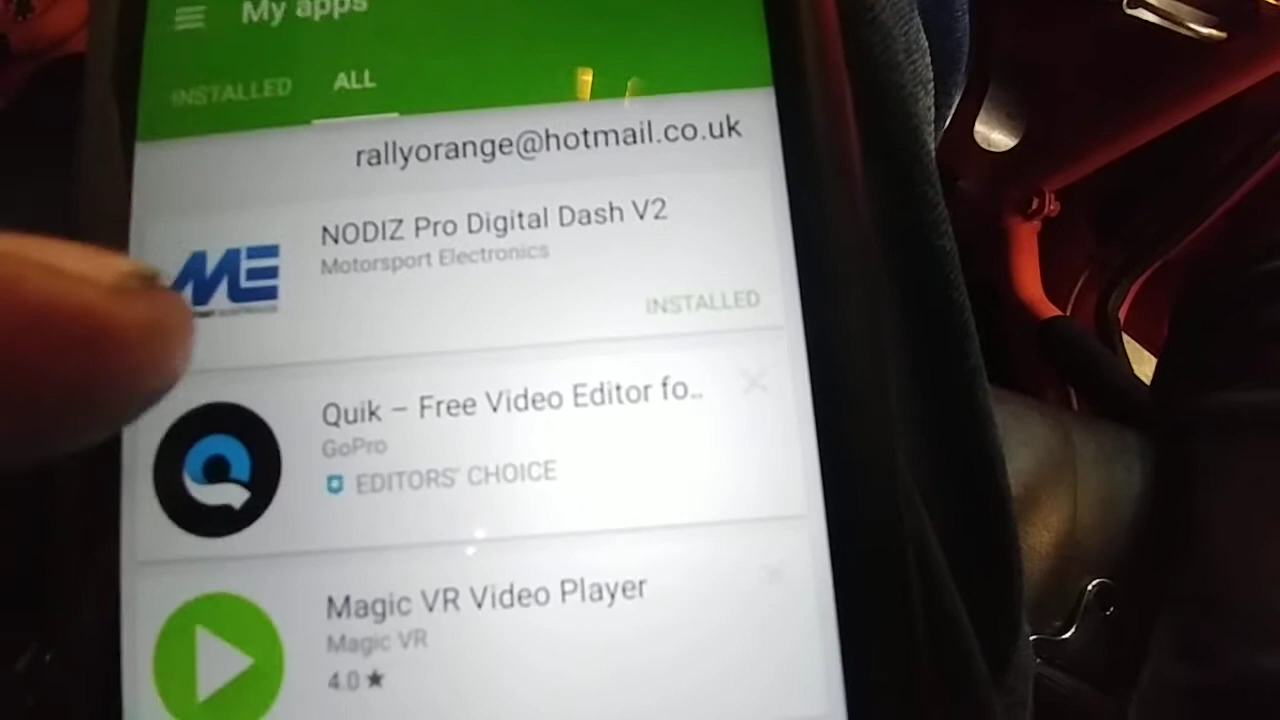 My apps
INSTALLED ALL
rallyorange@hotmail.co.uk
NODIZ Pro Digital Dash V2
Motorsport Electronics
ME
INSTALLED
Quik – Free Video Editor fo..
GoPro
EDITORS' CHOICE
Magic VR Video Player
Magic VR
4.0 ★